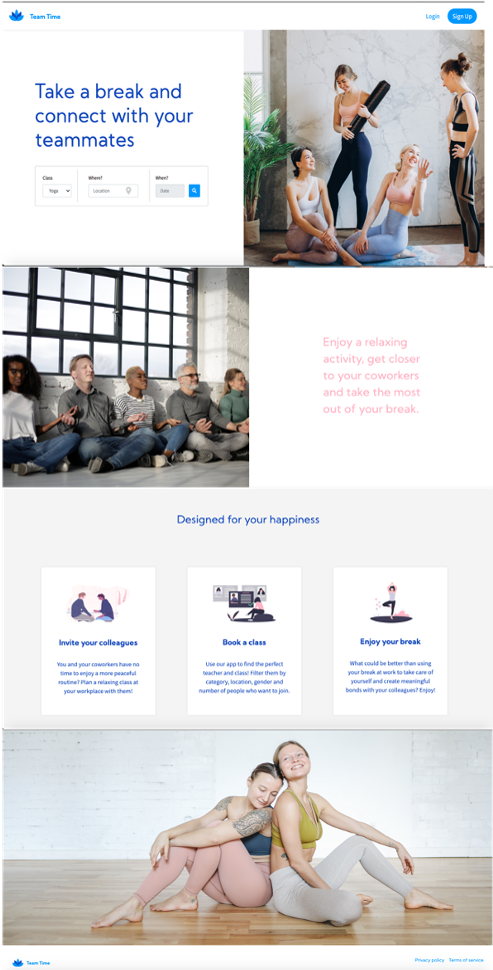 Team Time
Login
Sign Up
Take a break and
connect with your
teammates
Class
Where?
When?
Yoga
Location
Date
Enjoy a relaxing
activity, get closer
to your coworkers
and take the most
out of your break.
Designed for your happiness
Invite your colleagues
You and your coworkers have no
time to enjoy a more peaceful
routine? Plan a relaxing class at
your workplace with them!
Book a class
Use our app to find the perfect
teacher and class! Filter them by
category, location, gender and
number of people who want to join.
Enjoy your break
What could be better than using
your break at work to take care of
yourself and create meaningful
bonds with your colleagues? Enjoy!
Team Time
Privacy policy
Terms of service